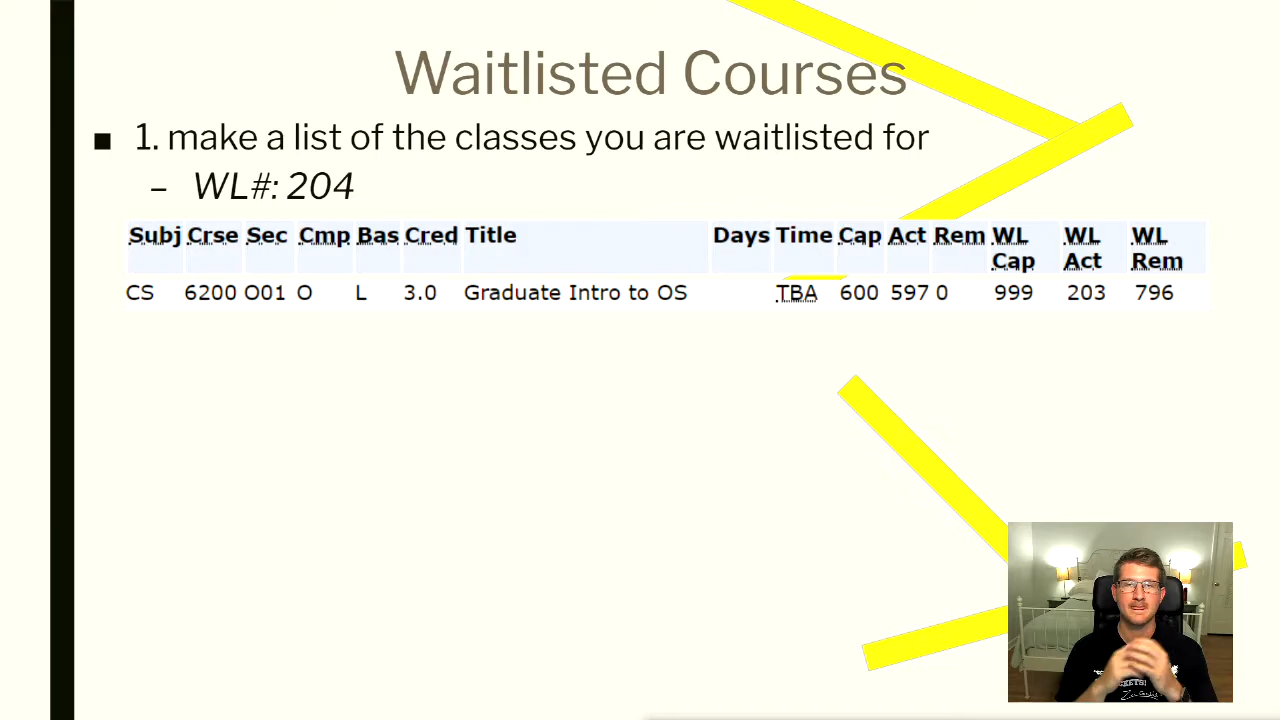 Waitlisted Courses
■ 1. make a list of the classes you are waitlisted for
– WL#: 204
Subj Crse Sec Cmp Bas Cred Title Days Time Cap Act Rem WL Cap WL Act WL Rem
CS 6200 O01 O L 3.0 Graduate Intro to OS TBA 600 597 0 999 203 796